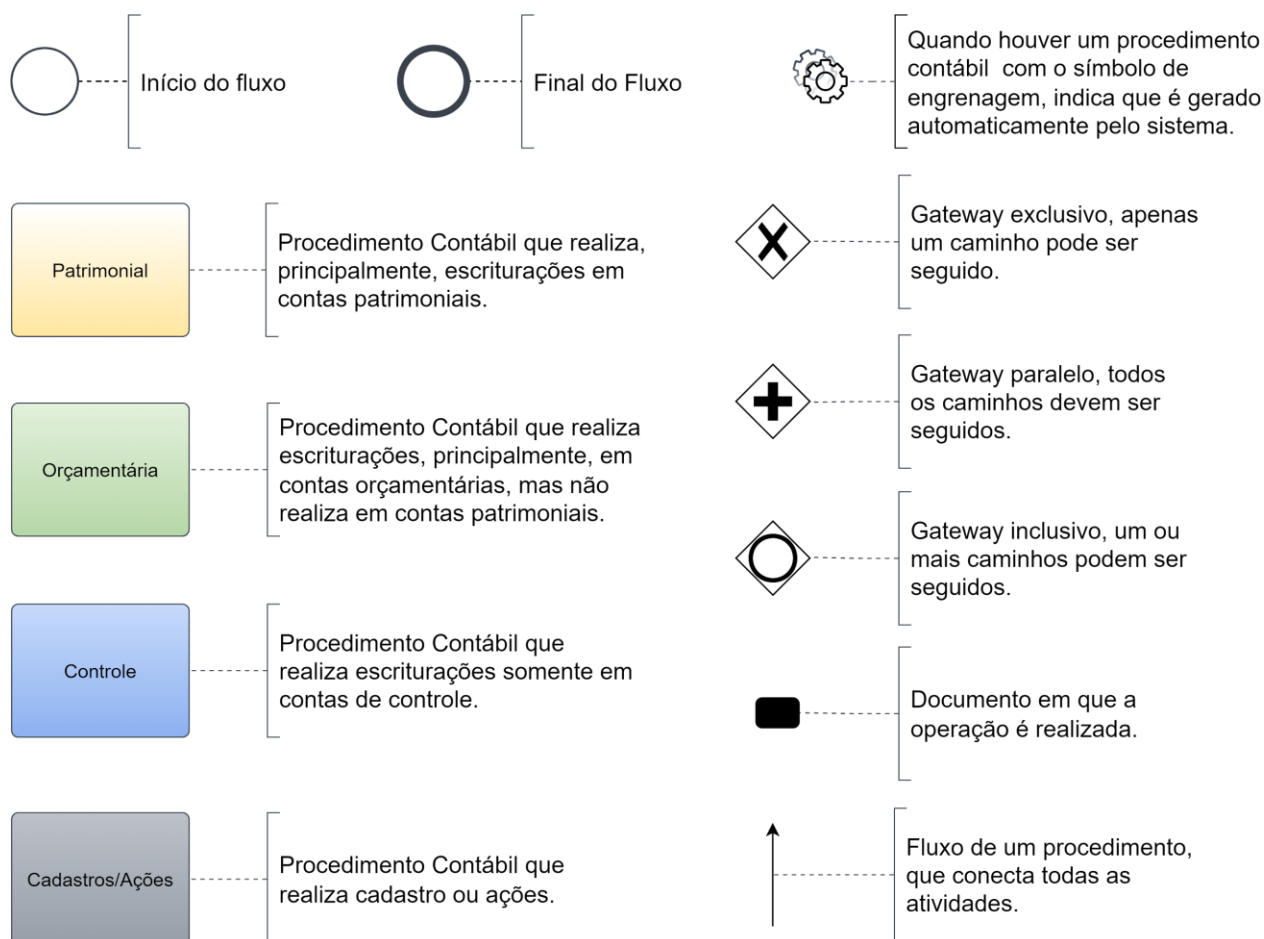 Início do fluxo
Final do Fluxo
Quando houver um procedimento
contábil com o símbolo de
engrenagem, indica que é gerado
automaticamente pelo sistema.
Patrimonial
Procedimento Contábil que realiza,
principalmente, escriturações em
contas patrimoniais.
Gateway exclusivo, apenas
um caminho pode ser
seguido.
Orçamentária
Procedimento Contábil que realiza
escriturações, principalmente, em
contas orçamentárias, mas não
realiza em contas patrimoniais.
Gateway paralelo, todos
os caminhos devem ser
seguidos.
Gateway inclusivo, um ou
mais caminhos podem ser
seguidos.
Controle
Procedimento Contábil que
realiza escriturações somente em
contas de controle.
Documento em que a
operação é realizada.
Cadastros/Ações
Procedimento Contábil que
realiza cadastro ou ações.
Fluxo de um procedimento,
que conecta todas as
atividades.